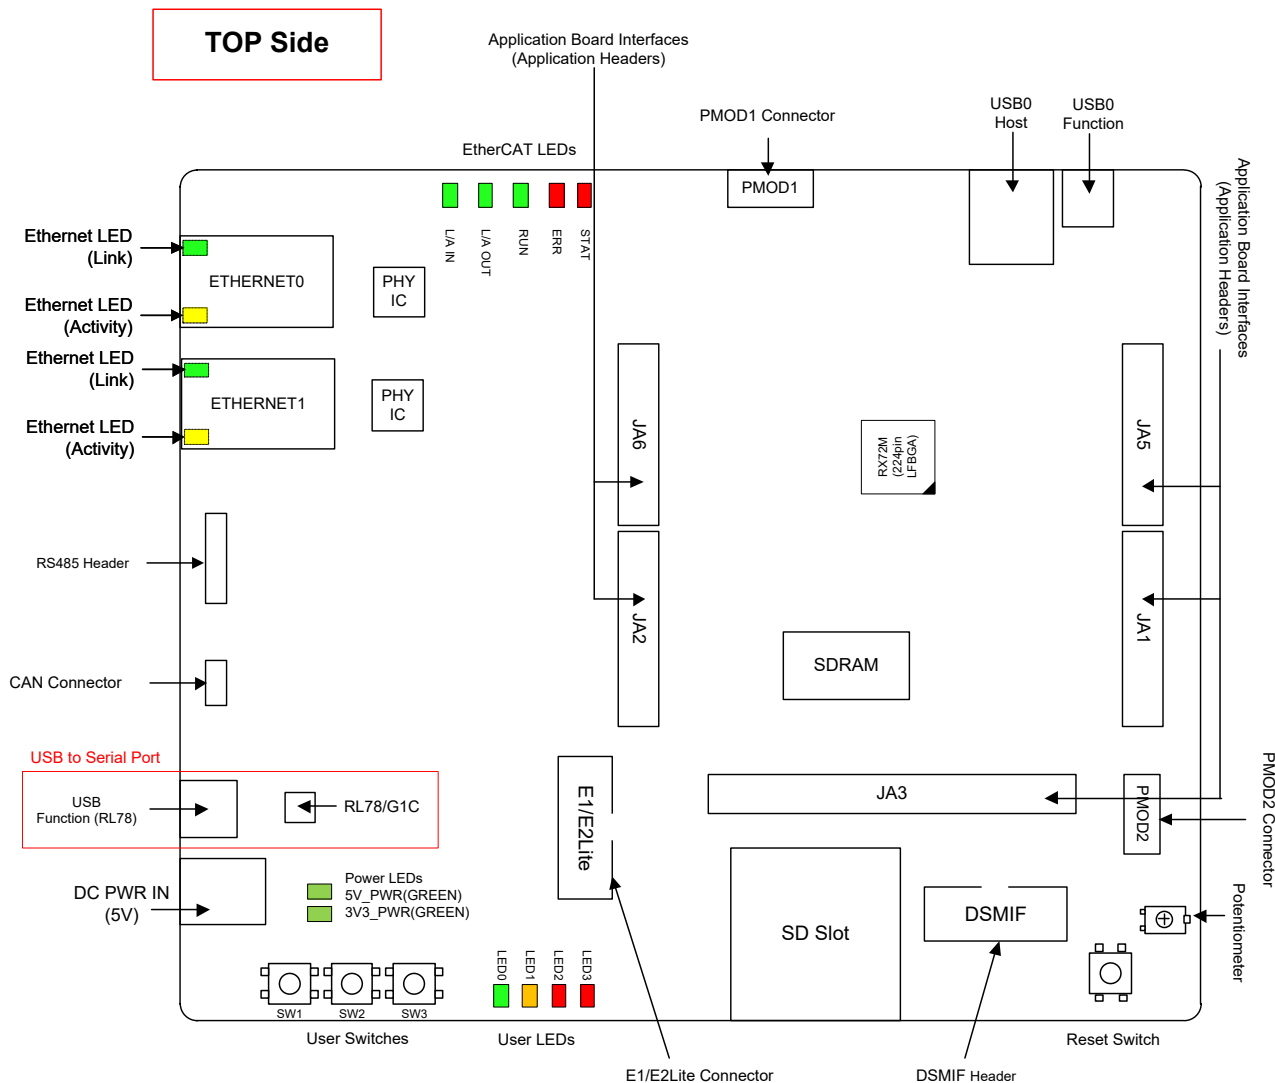 TOP Side
Application Board Interfaces
(Application Headers)
PMOD1 Connector
USB0
Host
USB0
Function
EtherCAT LEDs
PMOD1
L/A IN
L/A OUT
RUN
ERR
STAT
Application Board Interfaces
(Application Headers)
Ethernet LED
(Link)
ETHERNET0
PHY
IC
Ethernet LED
(Activity)
Ethernet LED
(Link)
ETHERNET1
PHY
IC
Ethernet LED
(Activity)
JA6
RX72M
(224pin
LFBGA)
JA5
RS485 Header
JA2
JA1
SDRAM
CAN Connector
USB to Serial Port
USB
Function (RL78)
RL78/G1C
E1/E2Lite
JA3
PMOD2
PMOD2 Connector
DC PWR IN
(5V)
Power LEDs
5V_PWR(GREEN)
3V3_PWR(GREEN)
SD Slot
DSMIF
Potentiometer
LED0
LED1
LED2
LED3
SW1
SW2
SW3
User Switches
User LEDs
Reset Switch
E1/E2Lite Connector
DSMIF Header